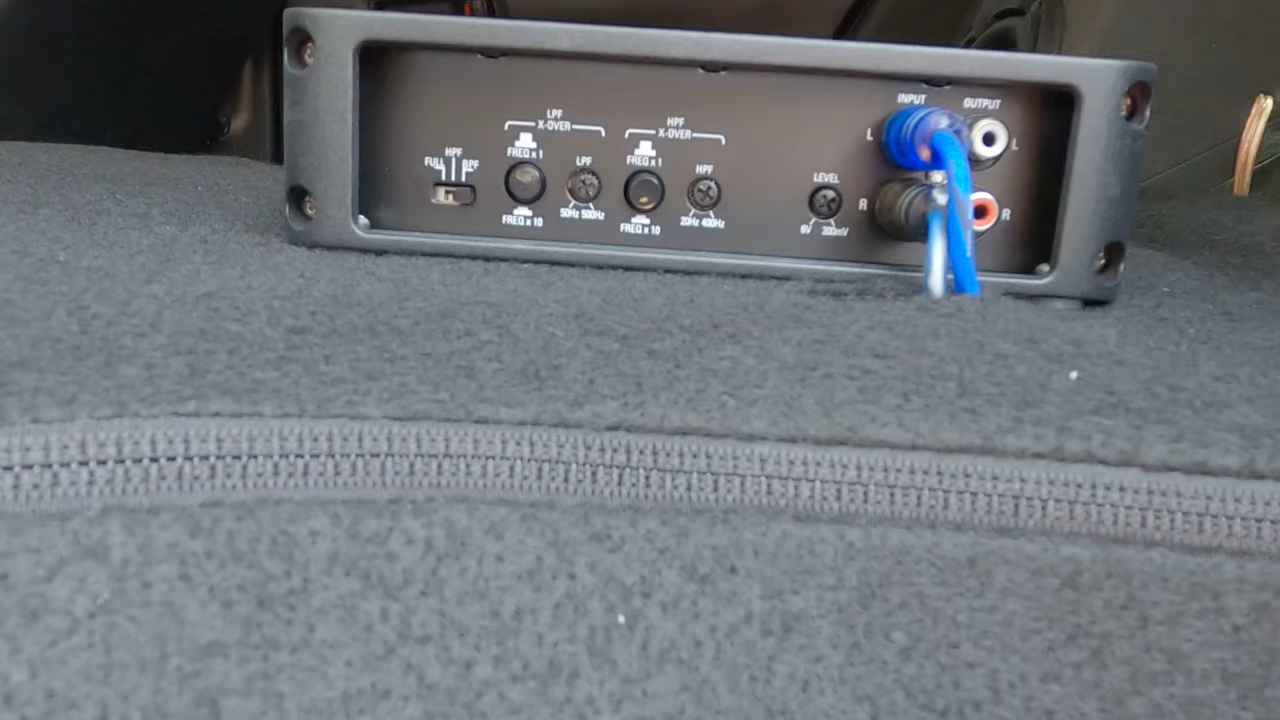 FULL HPF BPF
LPF
X-OVER
FREQ x 1
FREQ x 10
LPF
50Hz 500Hz
HPF
X-OVER
FREQ x 1
FREQ x 10
HPF
20Hz 400Hz
LEVEL
6V 200mV
INPUT
L
R
OUTPUT
L
R